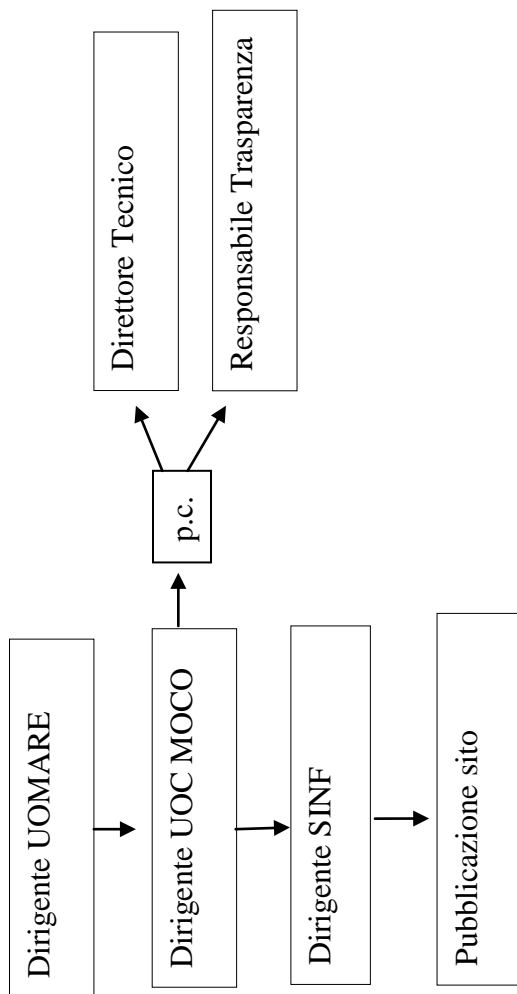 Dirigente UOMARE
Dirigente UOC MOCO
p.c.
Direttore Tecnico
Responsabile Trasparenza
Dirigente SINF
Pubblicazione sito